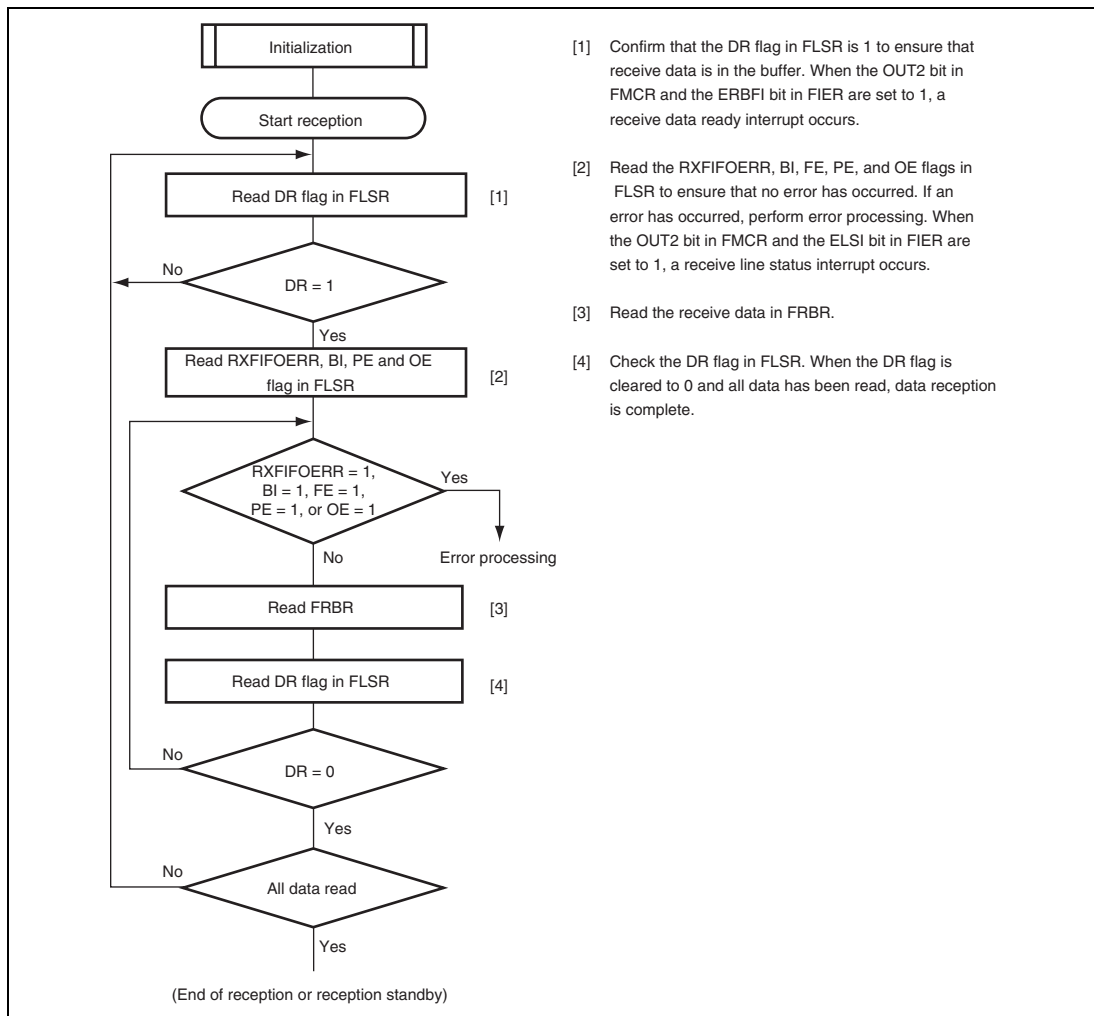 Initialization
Start reception
Read DR flag in FLSR
[1]
No
DR = 1
Yes
Read RXFIFOERR, BI, PE and OE
flag in FLSR
[2]
RXFIFOERR = 1,
BI = 1, FE = 1,
PE = 1, or OE = 1
Yes
Error processing
No
Read FRBR
[3]
Read DR flag in FLSR
[4]
No
DR = 0
Yes
No
All data read
Yes
(End of reception or reception standby)
[1] Confirm that the DR flag in FLSR is 1 to ensure that
receive data is in the buffer. When the OUT2 bit in
FMCR and the ERBFI bit in FIER are set to 1, a
receive data ready interrupt occurs.
[2] Read the RXFIFOERR, BI, FE, PE, and OE flags in
FLSR to ensure that no error has occurred. If an
error has occurred, perform error processing. When
the OUT2 bit in FMCR and the ELSI bit in FIER are
set to 1, a receive line status interrupt occurs.
[3] Read the receive data in FRBR.
[4] Check the DR flag in FLSR. When the DR flag is
cleared to 0 and all data has been read, data reception
is complete.